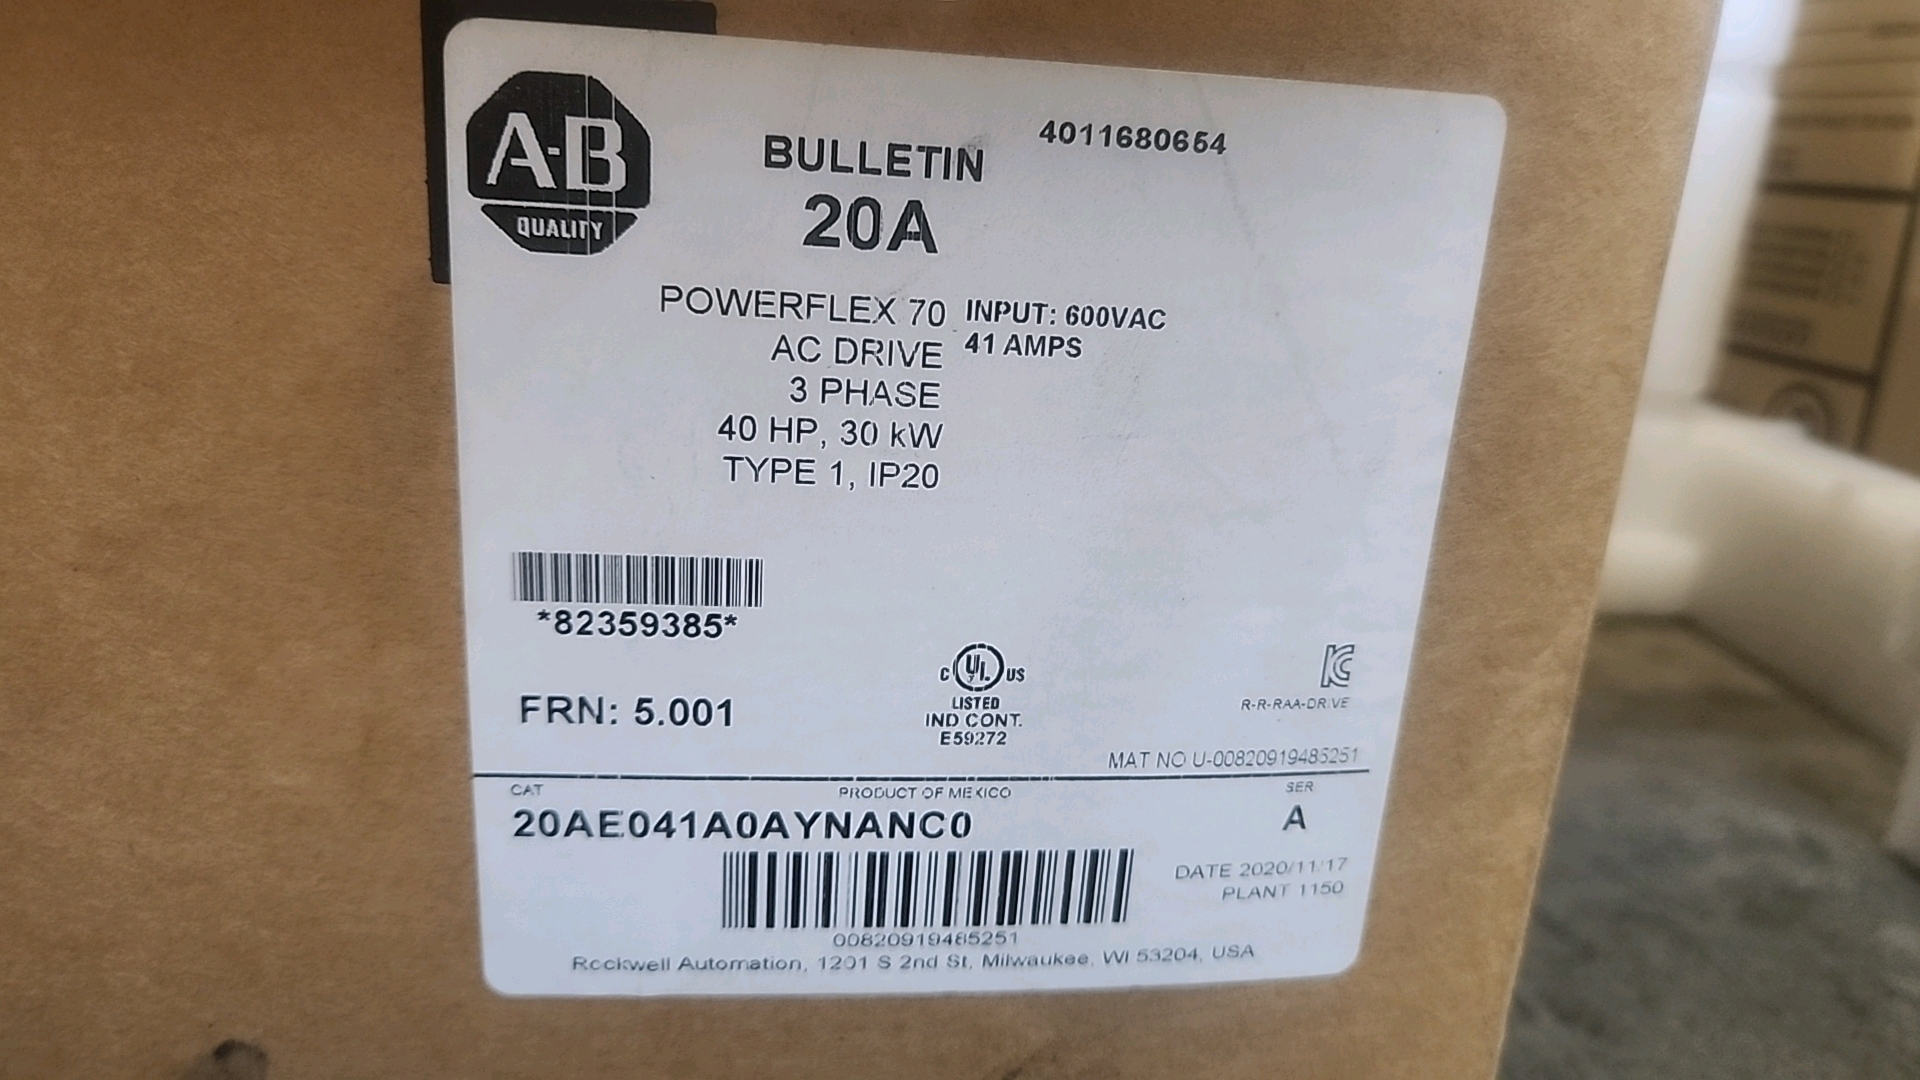 A-B
QUALITY
BULLETIN
20A
4011680654
POWERFLEX 70
AC DRIVE
3 PHASE
40 HP, 30 kW
TYPE 1, IP20
INPUT: 600VAC
41 AMPS
*82359385*
FRN: 5.001
C UL US
LISTED
IND CONT.
E59272
R-R-RAA-DRIVE
MAT NO U-00820919485251
CAT
PRODUCT OF MEXICO
SER
20AE041A0AYNANC0
A
DATE 2020/11/17
PLANT 1150
00820919485251
Rockwell Automation, 1201 S 2nd St, Milwaukee, WI 53204, USA